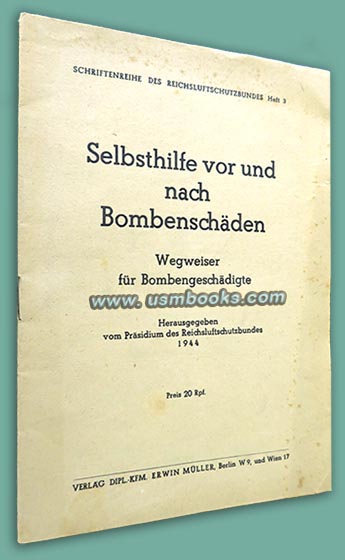 SCHRIFTENREIHE DES REICHSLUFTSCHUTZBUNDES Heft 3
Selbsthilfe vor und
nach
Bombenschäden
Wegweiser
für Bombengeschädigte
www.usmbooks.com
Herausgegeben
vom Präsidium des Reichsluftschutzbundes
1944
Preis 20 Rpf.
VERLAG DIPL.-KFM. ERWIN MÜLLER, Berlin W 9, und Wien 17